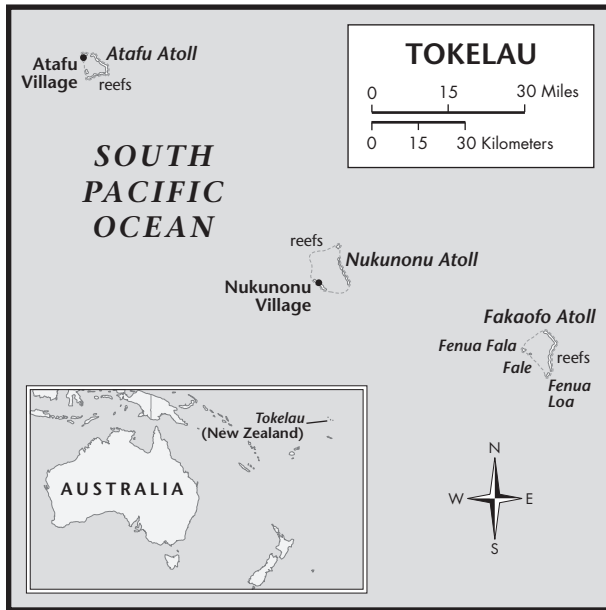 TOKELAU
0 15 30 Miles
0 15 30 Kilometers
Atafu Atoll
Atafu
Village
reefs
SOUTH
PACIFIC
OCEAN
reefs
Nukunonu Atoll
Nukunonu
Village
Fakaofo Atoll
Fenua Fala
reefs
Fale
Fenua
Loa
Tokelau
(New Zealand)
AUSTRALIA
N
W E
S